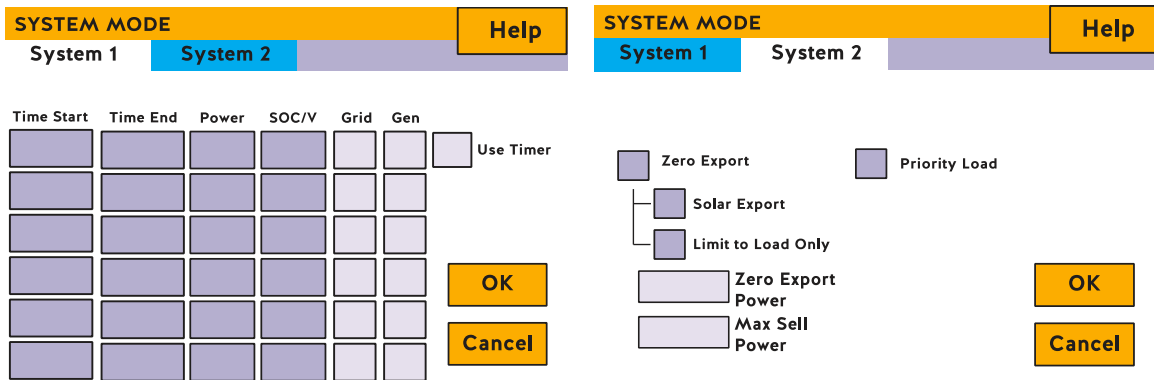 SYSTEM MODE
Help
System 1
System 2
Time Start
Time End
Power
SOC/V
Grid
Gen
Use Timer
OK
Cancel
SYSTEM MODE
Help
System 1
System 2
Zero Export
Priority Load
Solar Export
Limit to Load Only
Zero Export
Power
Max Sell
Power
OK
Cancel